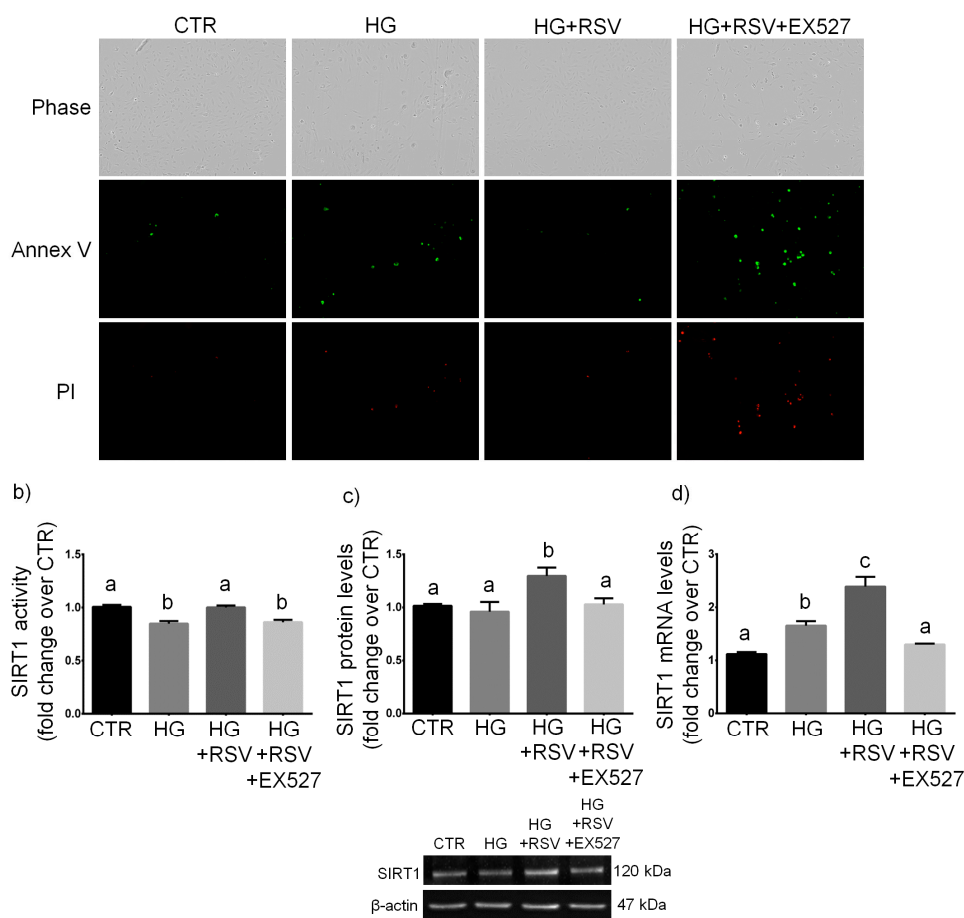 CTR HG HG+RSV HG+RSV+EX527
Phase
Annex V
PI
b)
SIRT1 activity
(fold change over CTR)
1.5
1.0
0.5
0.0
a b a b
CTR HG HG HG
+RSV +RSV
+EX527
c)
SIRT1 protein levels
(fold change over CTR)
1.5
1.0
0.5
0.0
a a b a
CTR HG HG HG
+RSV +RSV
+EX527
d)
SIRT1 mRNA levels
(fold change over CTR)
3
2
1
0
a b c a
CTR HG HG HG
+RSV +RSV
+EX527
CTR HG HG +RSV HG +RSV +EX527
SIRT1 120 kDa
β-actin 47 kDa